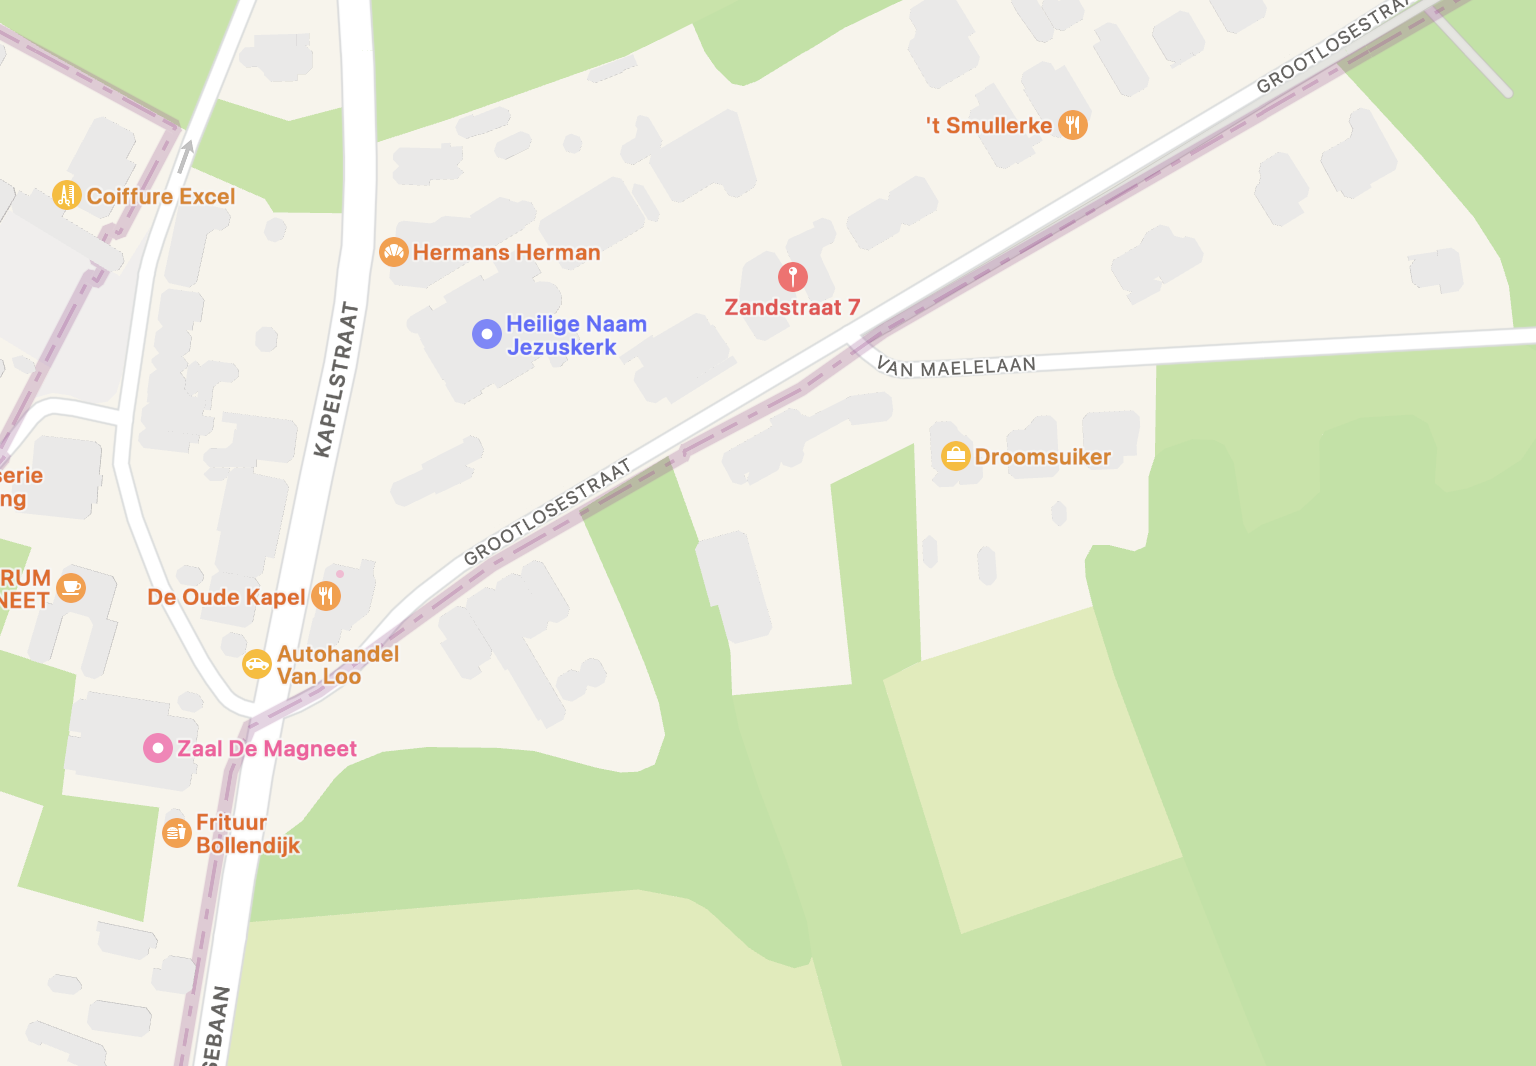 GROOTLOSESTRAA
't Smullerke
Coiffure Excel
Hermans Herman
Zandstraat 7
Heilige Naam
Jezuskerk
KAPELSTRAAT
VAN MAELELAAN
Droomsuiker
serie
ng
GROOTLOSESTRAAT
RUM
NEET
De Oude Kapel
Autohandel
Van Loo
Zaal De Magneet
Frituur
Bollendijk
SEBAAN